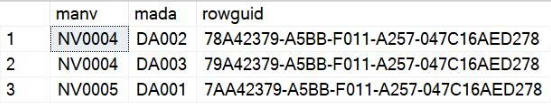 manv mada rowguid
1 NV0004 DA002 78A42379-A5BB-F011-A257-047C16AED278
2 NV0004 DA003 79A42379-A5BB-F011-A257-047C16AED278
3 NV0005 DA001 7AA42379-A5BB-F011-A257-047C16AED278